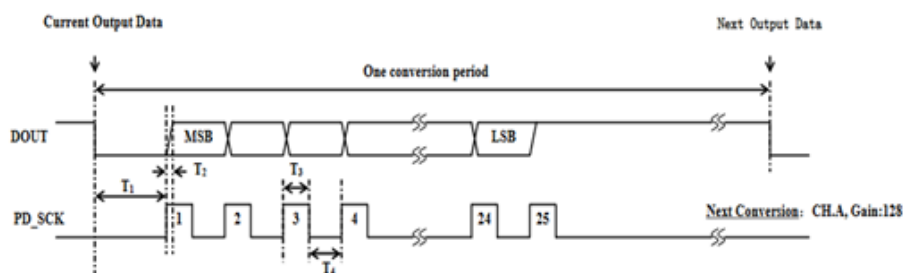 Current Output Data
Next Output Data
One conversion period
DOUT
MSB
LSB
T2
T3
T1
PD_SCK
1
2
3
4
24
25
Next Conversion: CH.A, Gain:128
T4